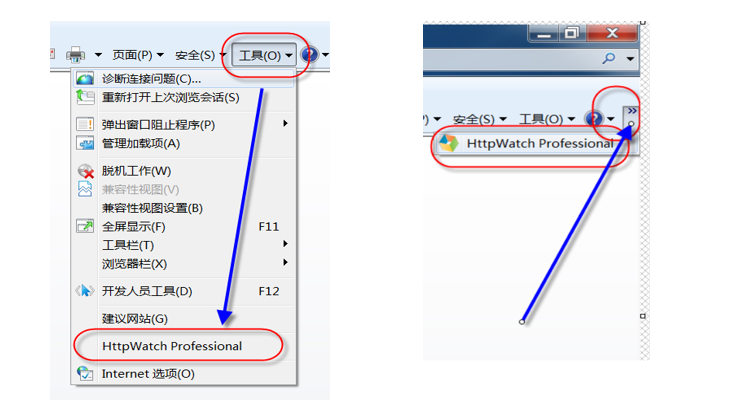 页面(P) 安全(S) 工具(O)
诊断连接问题(C)...
重新打开上次浏览会话(S)
弹出窗口阻止程序(P)
管理加载项(A)
脱机工作(W)
兼容性视图(V)
兼容性视图设置(B)
全屏显示(F) F11
工具栏(T)
浏览器栏(X)
开发人员工具(D) F12
建议网站(G)
HttpWatch Professional
Internet 选项(O)
) 安全(S) 工具(O)
HttpWatch Professional